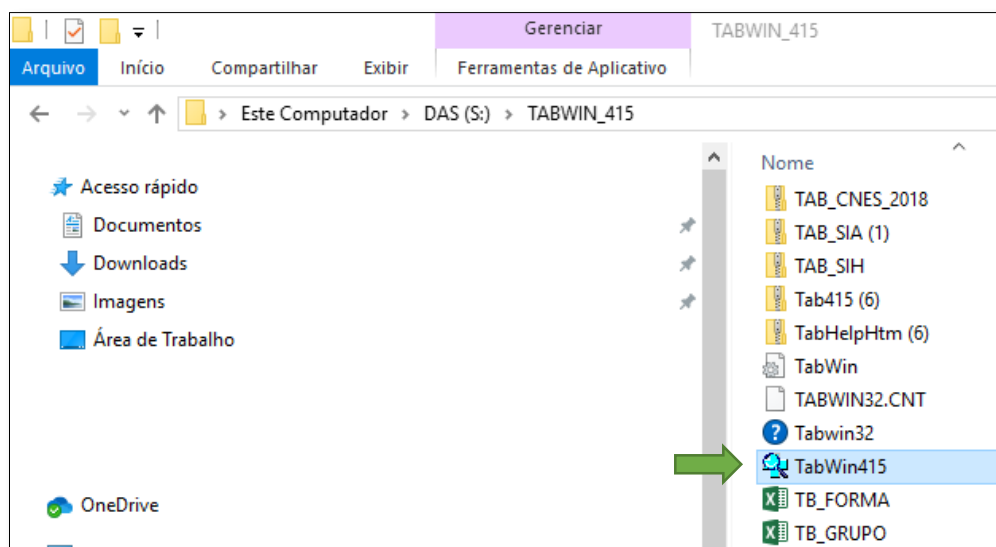 Gerenciar TABWIN_415
Arquivo Início Compartilhar Exibir Ferramentas de Aplicativo
Este Computador > DAS (S:) > TABWIN_415
Nome
Acesso rápido
Documentos
Downloads
Imagens
Área de Trabalho
OneDrive
TAB_CNES_2018
TAB_SIA (1)
TAB_SIH
Tab415 (6)
TabHelpHtm (6)
TabWin
TABWIN32.CNT
Tabwin32
TabWin415
TB_FORMA
TB_GRUPO